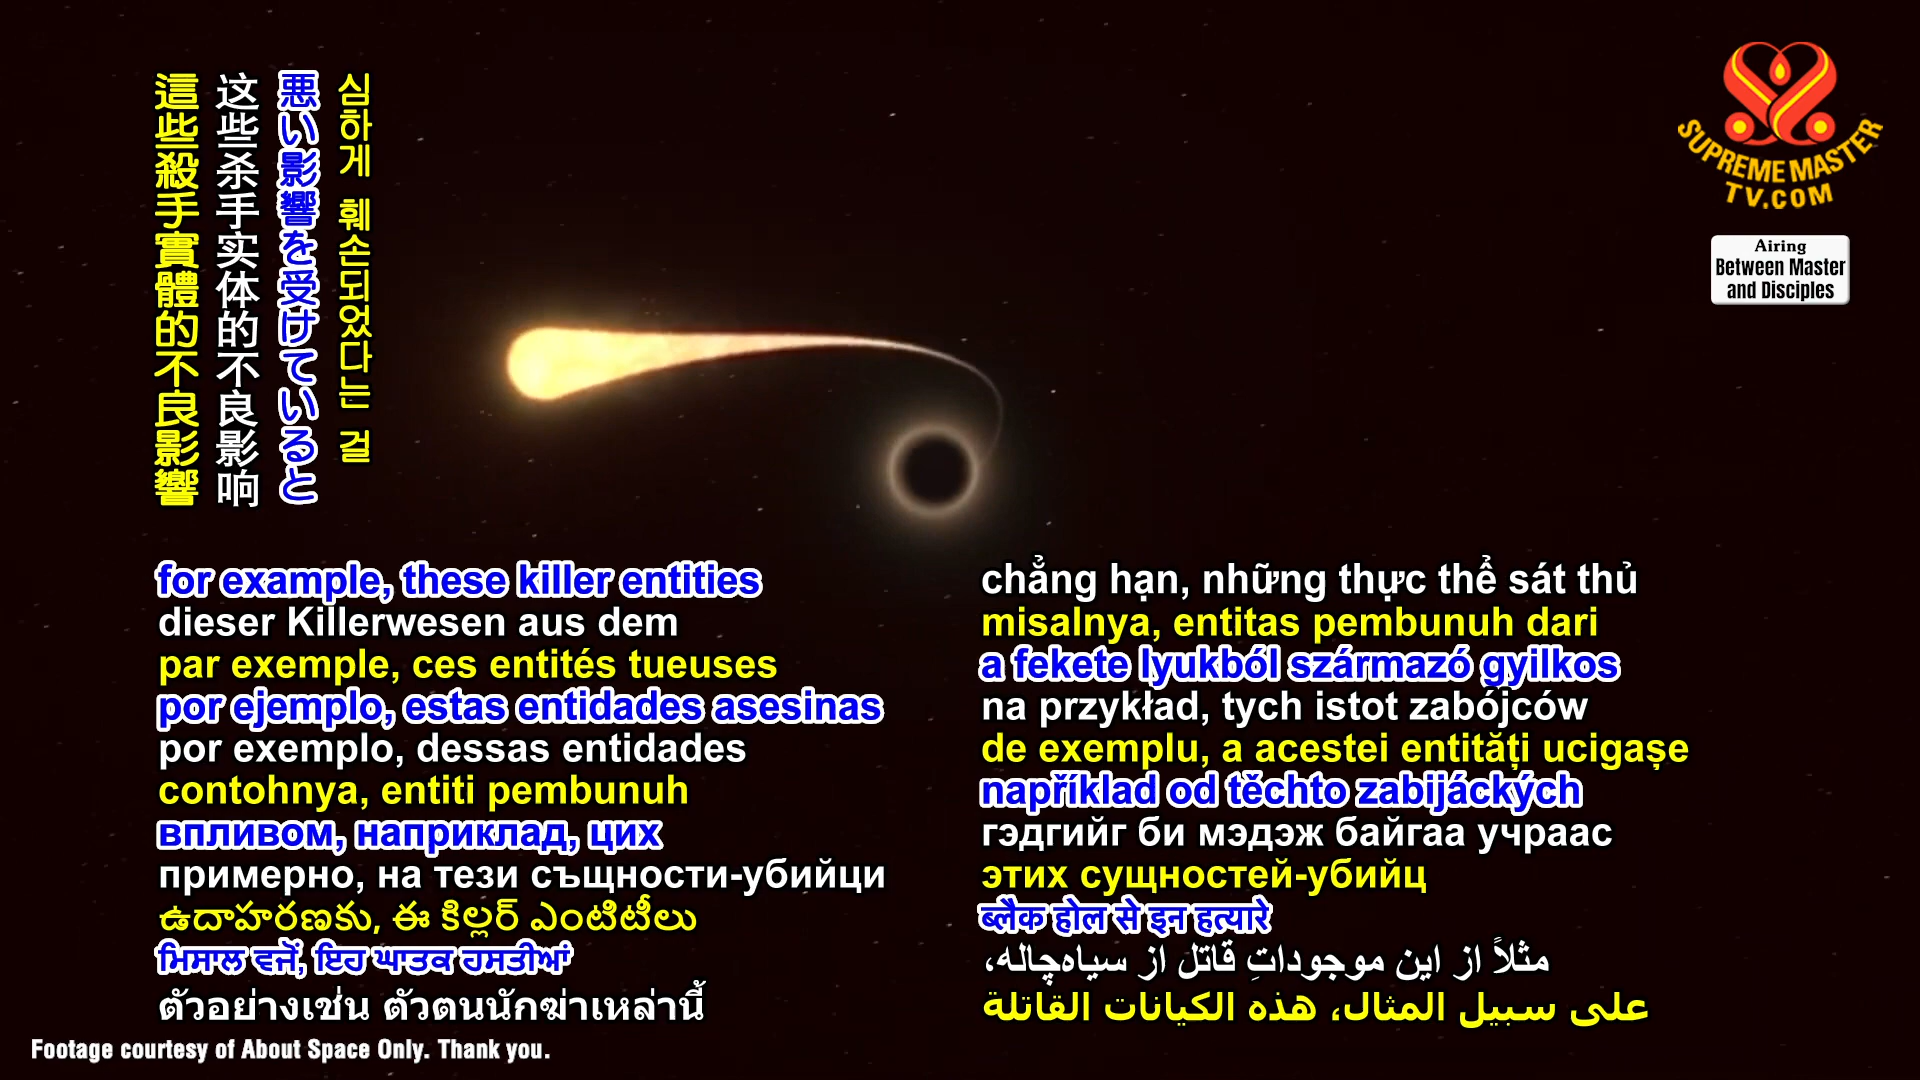 심하게 훼손되었다는 걸
悪い影響を受けていると
这些杀手实体的不良影响
這些殺手實體的不良影響
SUPREME MASTER
TV.COM
Airing
Between Master
and Disciples
for example, these killer entities
dieser Killerwesen aus dem
par exemple, ces entités tueuses
por ejemplo, estas entidades asesinas
por exemplo, dessas entidades
contohnya, entiti pembunuh
впливом, наприклад, цих
примерно, на тези същности-убийци
ఉదాహరణకు, ఈ కిల్లర్ ఎంటిటీలు
ਮਿਸਾਲ ਵਜੋਂ, ਇਹ ਘਾਤਕ ਹਸਤੀਆਂ
ตัวอย่างเช่น ตัวตนนักฆ่าเหล่านี้
chẳng hạn, những thực thể sát thủ
misalnya, entitas pembunuh dari
a fekete lyukból származó gyilkos
na przykład, tych istot zabójców
de exemplu, a acestei entități ucigașe
například od těchto zabijáckých
гэдгийг би мэдэж байгаа учраас
этих сущностей-убийц
ब्लैक होल से इन हत्यारे
مثلاً از این موجوداتِ قاتل از سیاه‌چاله،
على سبيل المثال، هذه الكيانات القاتلة
Footage courtesy of About Space Only. Thank you.